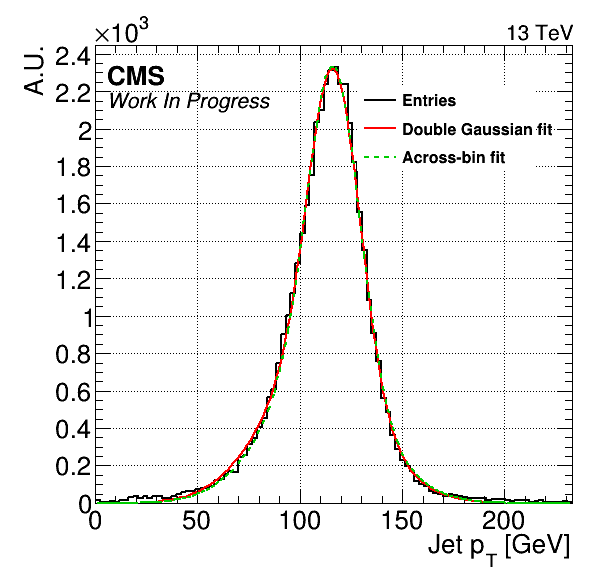 ×10³
13 TeV
A.U.
CMS
Work In Progress
Entries
Double Gaussian fit
Across-bin fit
2.4
2.2
2
1.8
1.6
1.4
1.2
1
0.8
0.6
0.4
0.2
0
0 50 100 150 200
Jet p_T [GeV]